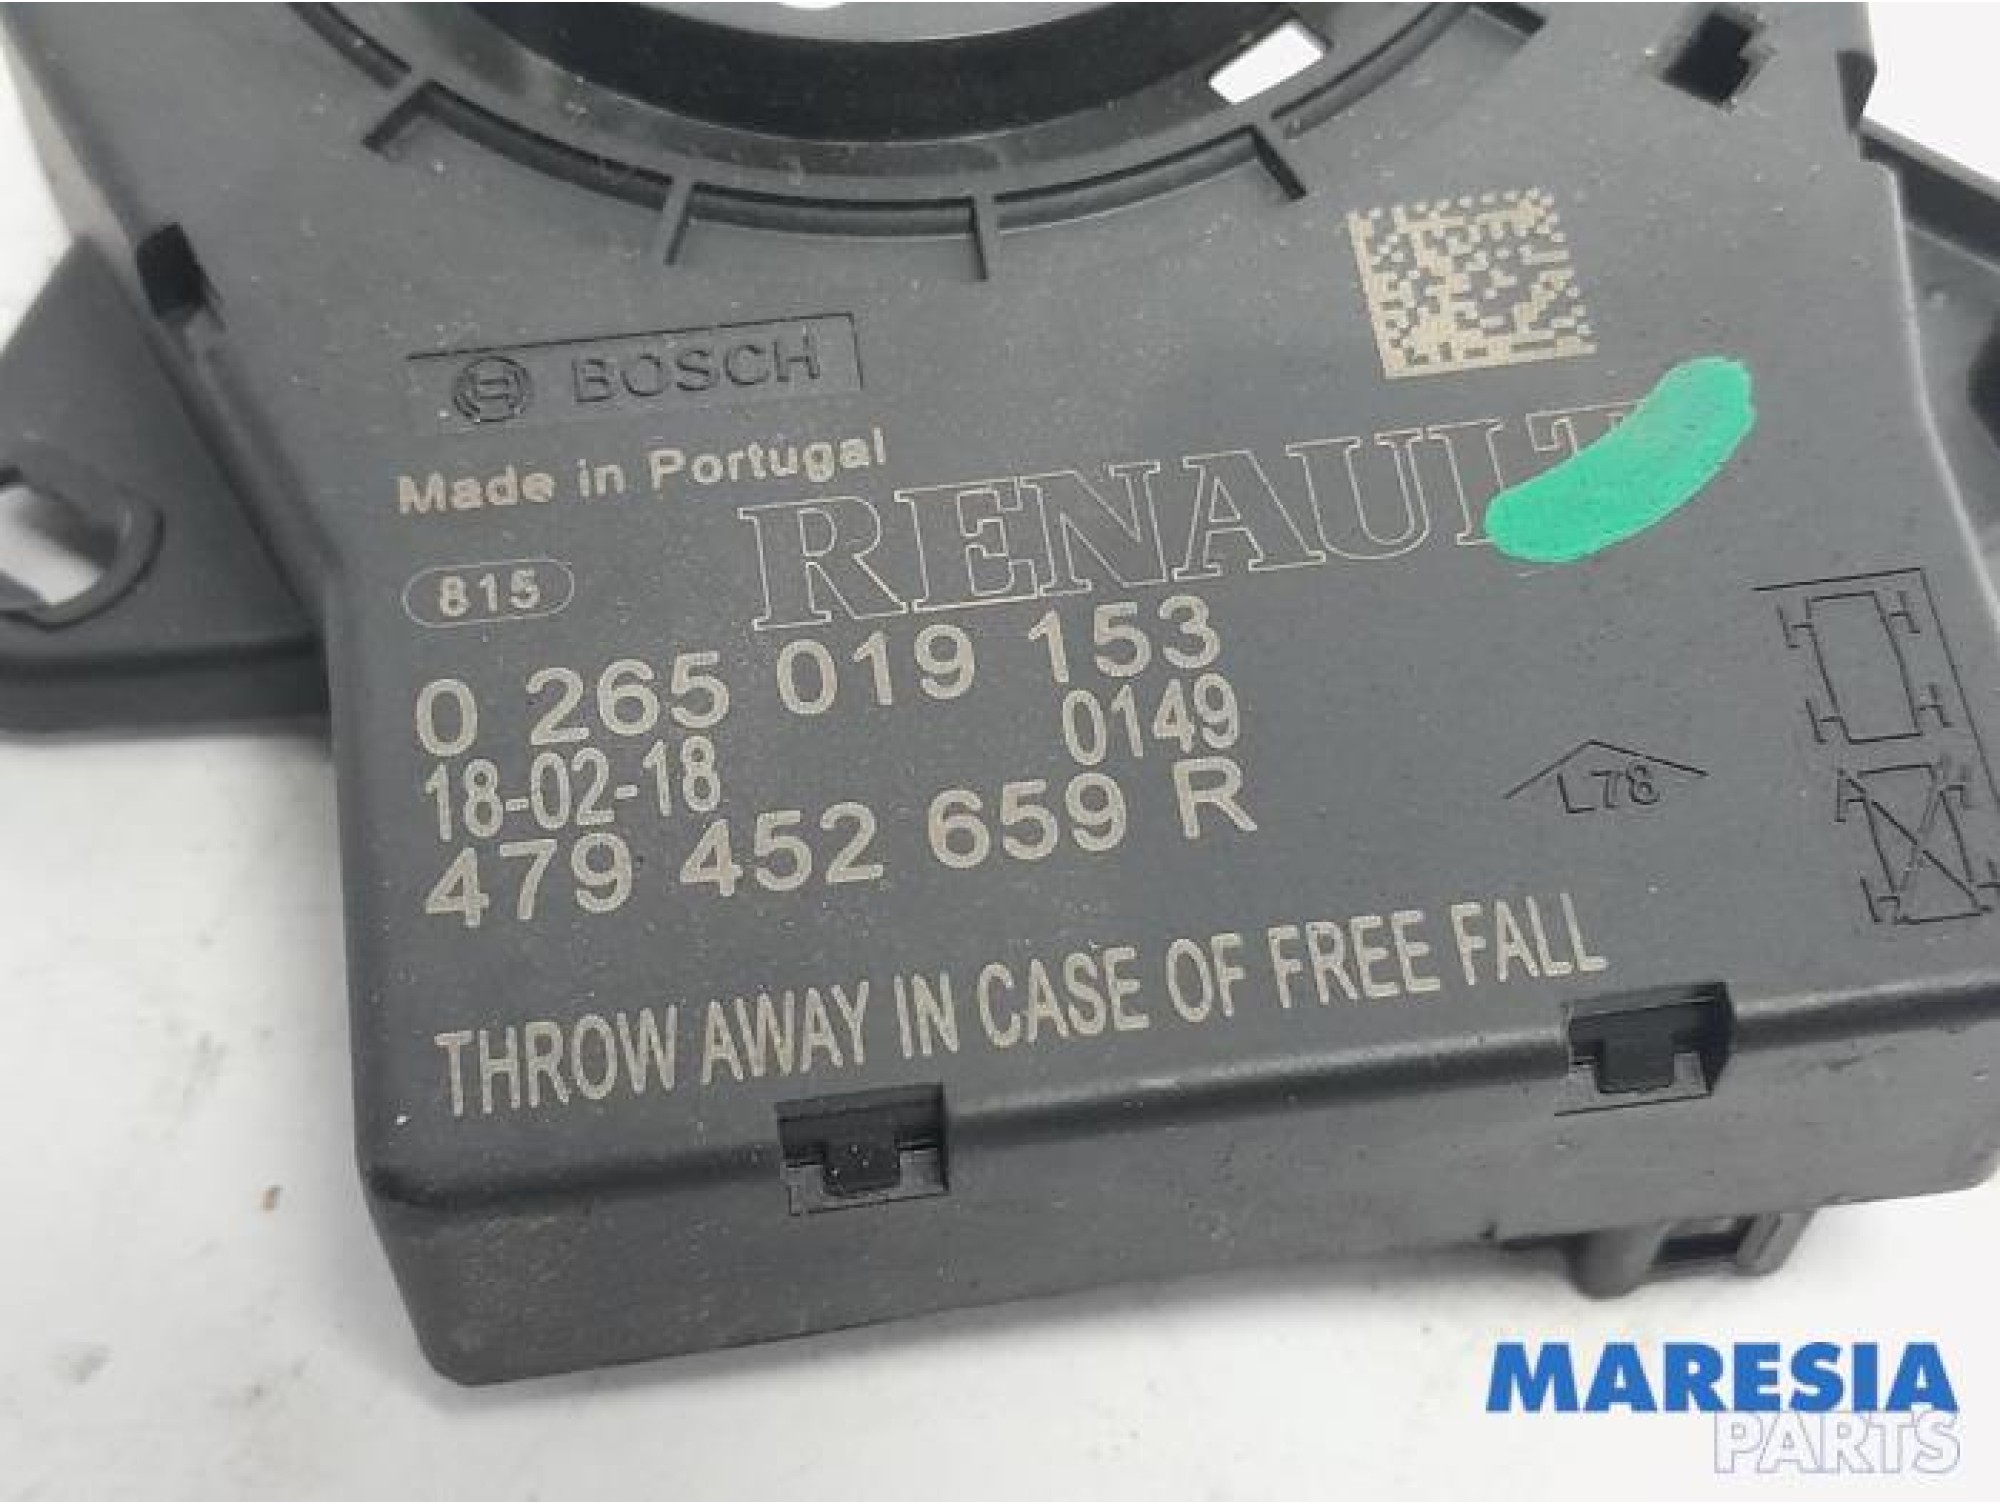 BOSCH
Made in Portugal
RENAULT
815
0 265 019 153
18-02-18 0149
479 452 659 R
L78
THROW AWAY IN CASE OF FREE FALL
MARESIA
PARTS